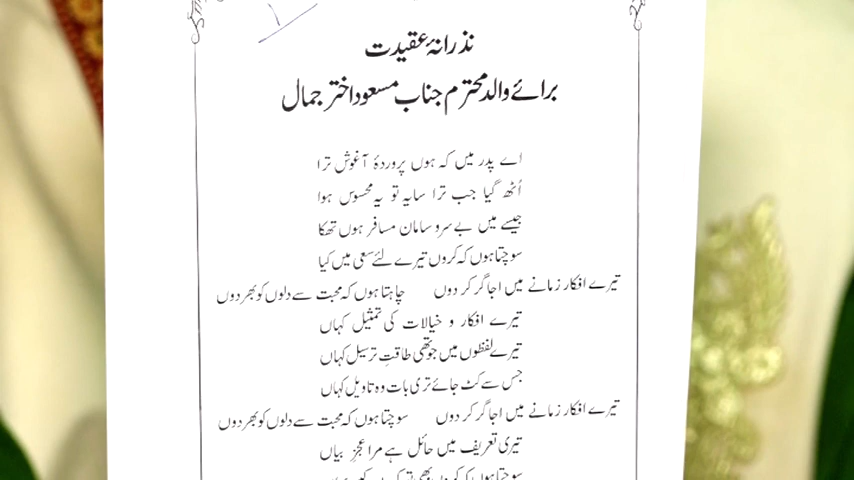 نذرانۂ عقیدت
برائے والد محترم جناب مسعود اختر جمال
اے پدر میں کہ ہوں پروردۂ آغوش ترا
اُٹھ گیا جب ترا سایہ تو یہ محسوس ہوا
جیسے میں بے سر و سامان مسافر ہوں تھکا
سوچتا ہوں کہ کروں تیرے لئے سعی میں کیا
تیرے افکار زمانے میں اجاگر کر دوں چاہتا ہوں کہ محبت سے دلوں کو بھر دوں
تیرے افکار و خیالات کی تمثیل کہاں
تیرے لفظوں میں جو تھی طاقتِ ترسیل کہاں
جس سے کٹ جائے تری بات وہ تاویل کہاں
تیرے افکار زمانے میں اجاگر کر دوں سوچتا ہوں کہ محبت سے دلوں کو بھر دوں
تیری تعریف میں حائل ہے مرا عجزِ بیاں
سوچتا ہوں کہ